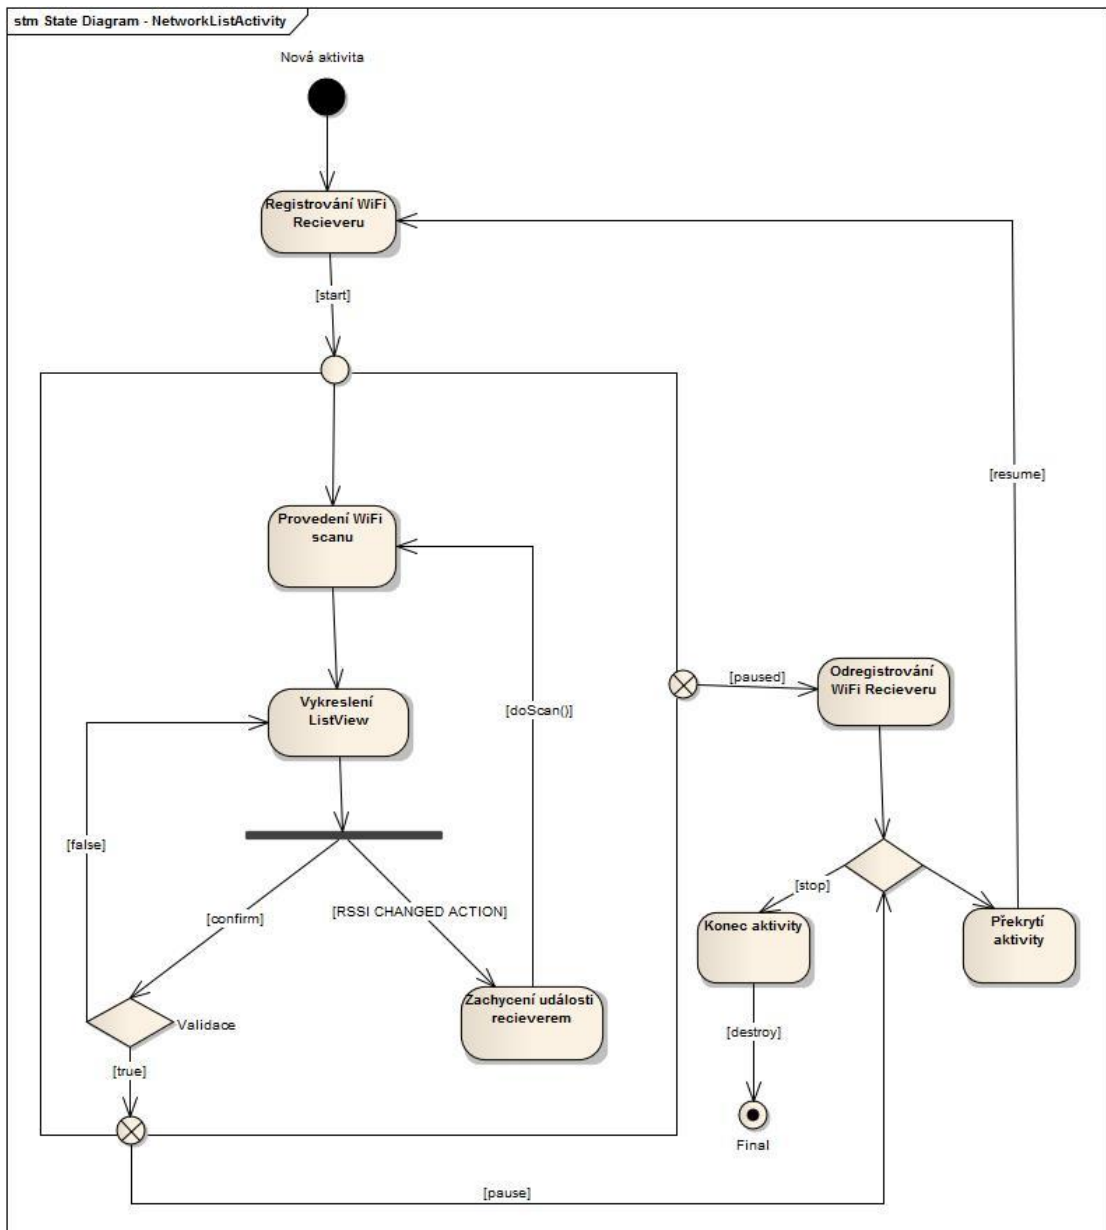 stm State Diagram - NetworkListActivity
Nová aktivita
Registrování WiFi
Recieveru
[start]
[resume]
Provedení WiFi
scanu
[doScan()]
Vykreslení
ListView
[paused]
Odregistrování
WiFi Recieveru
[false]
[confirm]
[RSSI CHANGED ACTION]
[stop]
Konec aktivity
Překrytí
aktivity
Zachycení události
recieverem
Validace
[true]
[destroy]
Final
[pause]